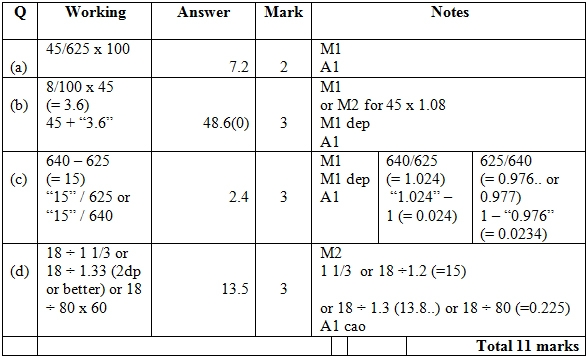 Q Working Answer Mark Notes
(a)
45/625 x 100
7.2
2
M1
A1
(b)
8/100 x 45
(= 3.6)
45 + “3.6”
48.6(0)
3
M1
or M2 for 45 x 1.08
M1 dep
A1
(c)
640 – 625
(= 15)
“15” / 625 or
“15” / 640
2.4
3
M1
M1 dep
A1
640/625
(= 1.024)
“1.024” –
1 (= 0.024)
625/640
(= 0.976.. or
0.977)
1 – “0.976”
(= 0.0234)
(d)
18 ÷ 1 1/3 or
18 ÷ 1.33 (2dp
or better) or 18
÷ 80 x 60
13.5
3
M2
1 1/3 or 18 ÷1.2 (=15)
or 18 ÷ 1.3 (13.8..) or 18 ÷ 80 (=0.225)
A1 cao
Total 11 marks